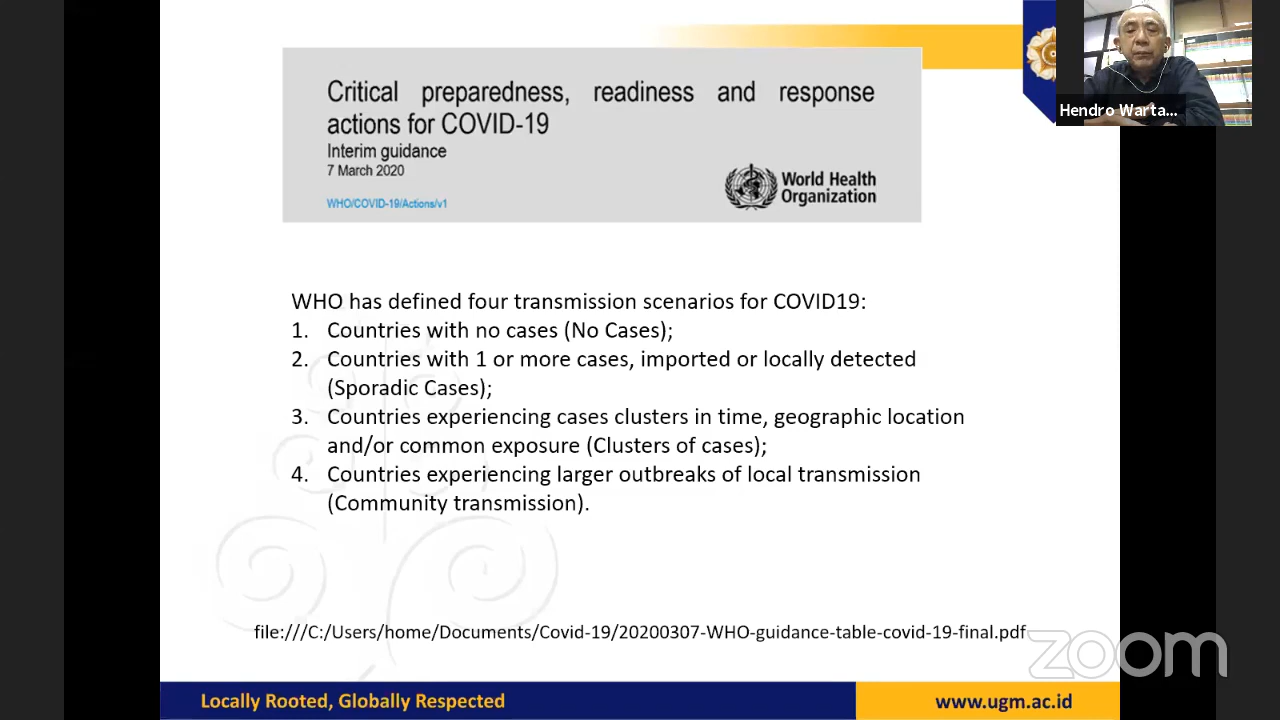 Critical preparedness, readiness and response
actions for COVID-19
Interim guidance
7 March 2020
WHO/COVID-19/Actions/v1
World Health
Organization
Hendro Warta...
WHO has defined four transmission scenarios for COVID19:
1. Countries with no cases (No Cases);
2. Countries with 1 or more cases, imported or locally detected
(Sporadic Cases);
3. Countries experiencing cases clusters in time, geographic location
and/or common exposure (Clusters of cases);
4. Countries experiencing larger outbreaks of local transmission
(Community transmission).
file:///C:/Users/home/Documents/Covid-19/20200307-WHO-guidance-table-covid-19-final.pdf
zoom
Locally Rooted, Globally Respected
www.ugm.ac.id